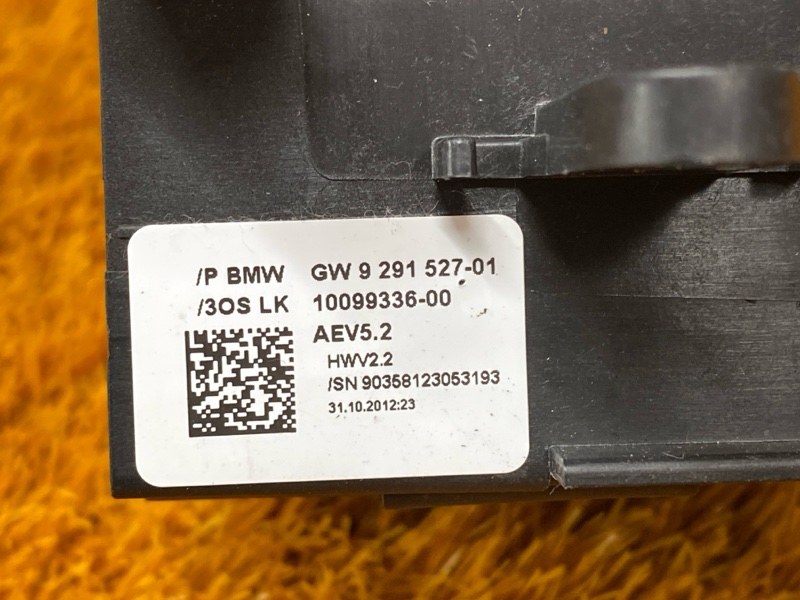 /P BMW GW 9 291 527-01
/3OS LK 10099336-00
AEV5.2
HWV2.2
/SN 90358123053193
31.10.2012:23